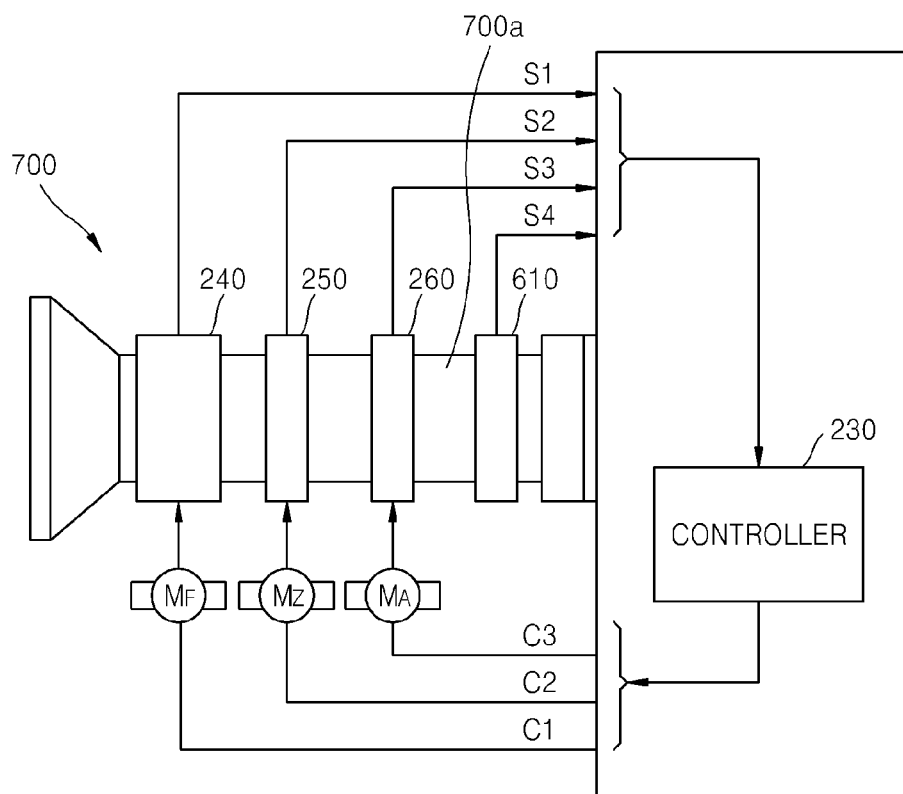 700a
S1
S2
700
S3
S4
240
250
260
610
230
CONTROLLER
MF
MZ
MA
C3
C2
C1